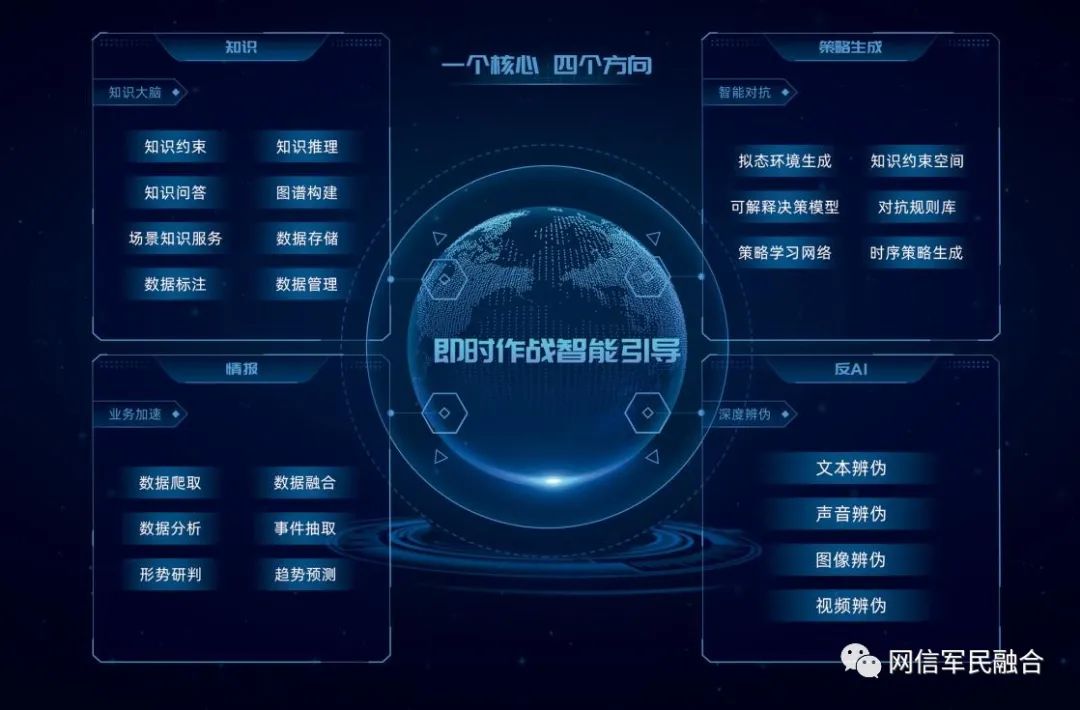 一个核心 四个方向
知识
知识大脑
知识约束 知识推理
知识问答 图谱构建
场景知识服务 数据存储
数据标注 数据管理
策略生成
智能对抗
拟态环境生成 知识约束空间
可解释决策模型 对抗规则库
策略学习网络 时序策略生成
即时作战智能引导
情报
业务加速
数据爬取 数据融合
数据分析 事件抽取
形势研判 趋势预测
反AI
深度辨伪
文本辨伪
声音辨伪
图像辨伪
视频辨伪
网信军民融合